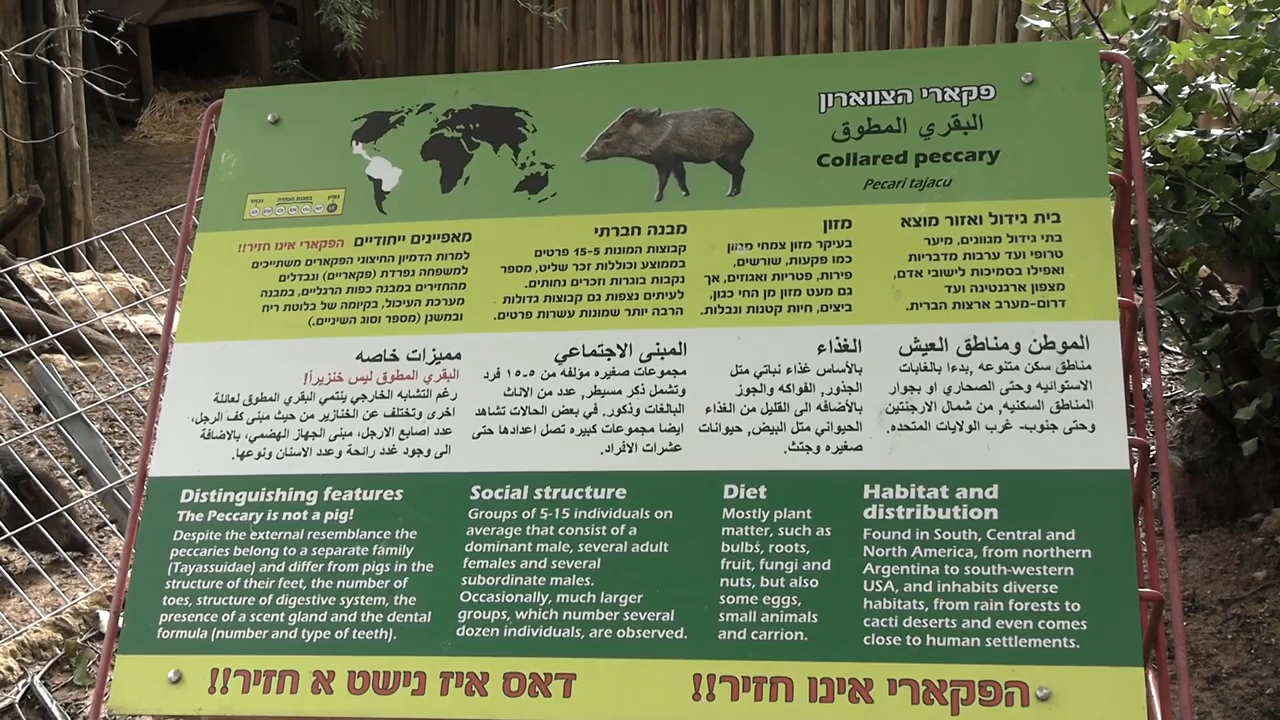 פקארי הצווארון
البقري المطوق
Collared peccary
Pecari tajacu
בית גידול ואזור מוצא
בתי גידול מגוונים, מיער
טרופי ועד ערבות מדבריות
ואפילו בסמיכות לישובי אדם,
מצפון ארגנטינה ועד
דרום-מערב ארצות הברית.
מזון
בעיקר מזון צמחי מגוון
כמו פקעות, שורשים,
פירות, פטריות ואגוזים, אך
גם מעט מזון מן החי כגון,
ביצים, חיות קטנות ונבלות.
מבנה חברתי
קבוצות המונות 15-5 פרטים
בממוצע וכוללות זכר שליט, מספר
נקבות בוגרות וזכרים נחותים.
לעיתים נצפות גם קבוצות גדולות
הרבה יותר שמונות עשרות פרטים.
מאפיינים ייחודיים הפקארי אינו חזיר!!
למרות הדמיון החיצוני הפקארים משתייכים
למשפחה נפרדת (פקאריים) ונבדלים
מהחזירים במבנה כפות הרגליים, במבנה
מערכת העיכול, בקיומה של בלוטת ריח
ובמשנן (מספר וסוג השיניים).
الموطن ومناطق العيش
مناطق سكن متنوعه ,بدءا بالغابات
الاستوائيه وحتى الصحاري او بجوار
المناطق السكنيه, من شمال الارجنتين
وحتى جنوب- غرب الولايات المتحده.
الغذاء
بالأساس غذاء نباتي متل
الجذور, الفواكه والجوز
بالأضافه الى القليل من الغذاء
الحيواني متل البيض, حيوانات
صغيره وجتث.
المبنى الاجتماعي
مجموعات صغيره مؤلفه من ٥-١٥ فرد
وتشمل ذكر مسيطر, عدد من الاناث
البالغات وذكور. في بعض الحالات تشاهد
ايضا مجموعات كبيره تصل اعدادها حتى
عشرات الأفراد.
مميزات خاصه
البقري المطوق ليس خنزيراً!
رغم التشابه الخارجي ينتمي البقري المطوق لعائلة
اخرى وتختلف عن الخنازير من حيث مبنى كف الرجل,
عدد اصابع الارجل, مبنى الجهاز الهضمي, بالاضافة
الى وجود غدد رائحة وعدد الاسنان ونوعها.
Distinguishing features
The Peccary is not a pig!
Despite the external resemblance the
peccaries belong to a separate family
(Tayassuidae) and differ from pigs in the
structure of their feet, the number of
toes, structure of digestive system, the
presence of a scent gland and the dental
formula (number and type of teeth).
Social structure
Groups of 5-15 individuals on
average that consist of a
dominant male, several adult
females and several
subordinate males.
Occasionally, much larger
groups, which number several
dozen individuals, are observed.
Diet
Mostly plant
matter, such as
bulbs, roots,
fruit, fungi and
nuts, but also
some eggs,
small animals
and carrion.
Habitat and
distribution
Found in South, Central and
North America, from northern
Argentina to south-western
USA, and inhabits diverse
habitats, from rain forests to
cacti deserts and even comes
close to human settlements.
הפקארי אינו חזיר!!
דאס איז נישט א חזיר!!